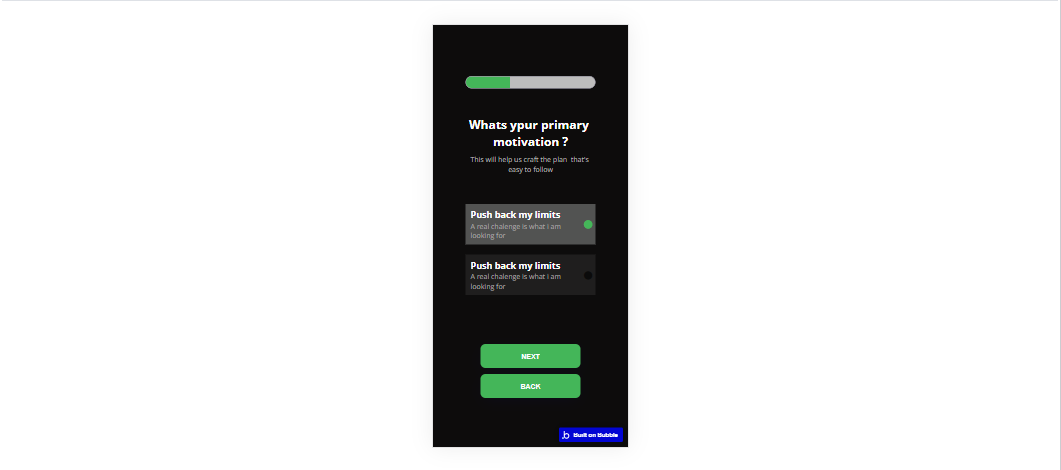 Whats ypur primary
motivation ?
This will help us craft the plan that's
easy to follow
Push back my limits
A real chalenge is what i am
looking for
Push back my limits
A real chalenge is what i am
looking for
NEXT
BACK
Built on Bubble